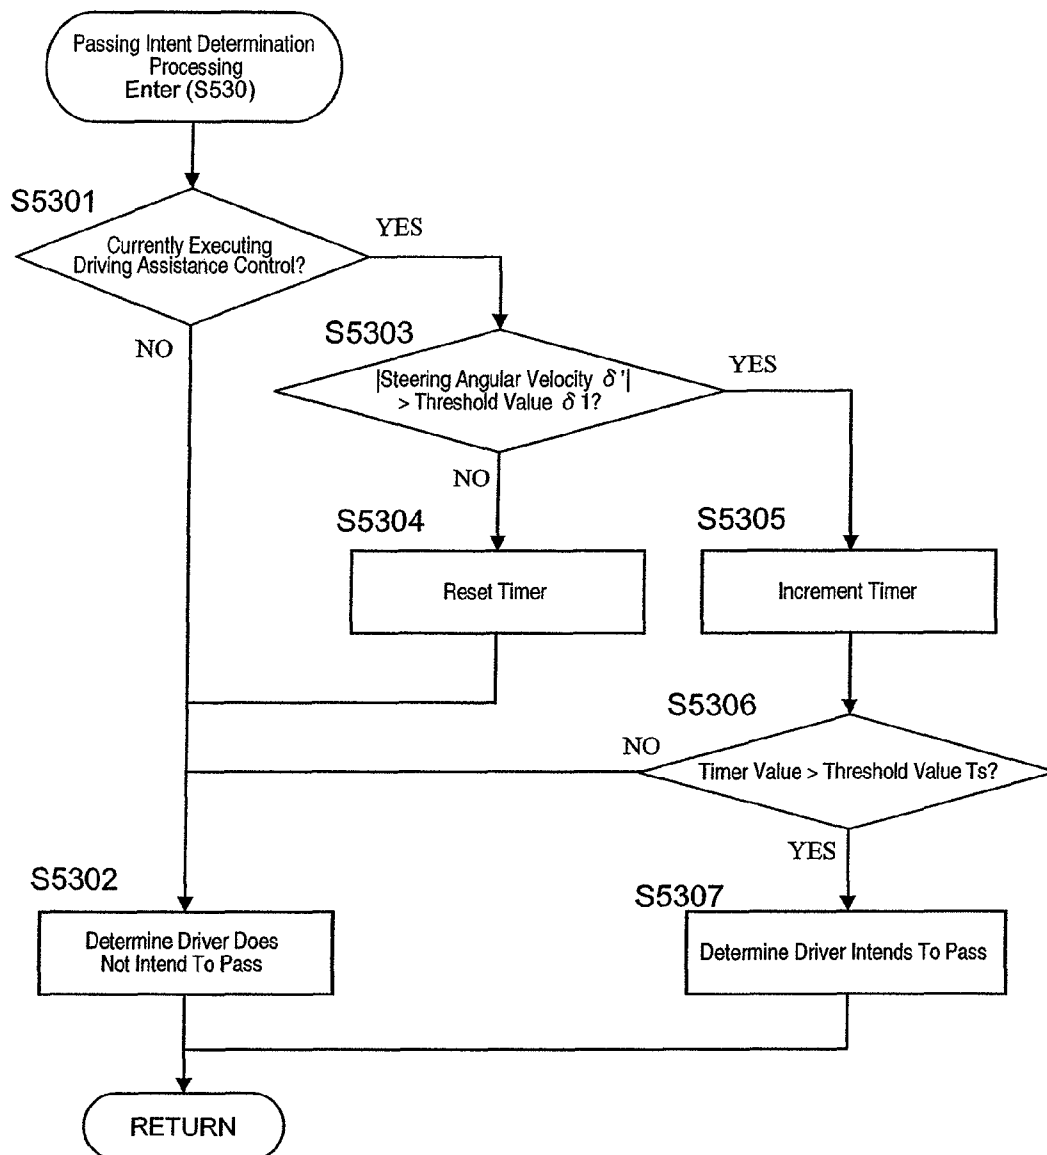 Passing Intent Determination
Processing
Enter (S530)
S5301
Currently Executing
Driving Assistance Control?
YES
NO
S5303
|Steering Angular Velocity δ'|
> Threshold Value δ1?
YES
NO
S5304
Reset Timer
S5305
Increment Timer
S5306
Timer Value > Threshold Value Ts?
NO
YES
S5302
Determine Driver Does
Not Intend To Pass
S5307
Determine Driver Intends To Pass
RETURN